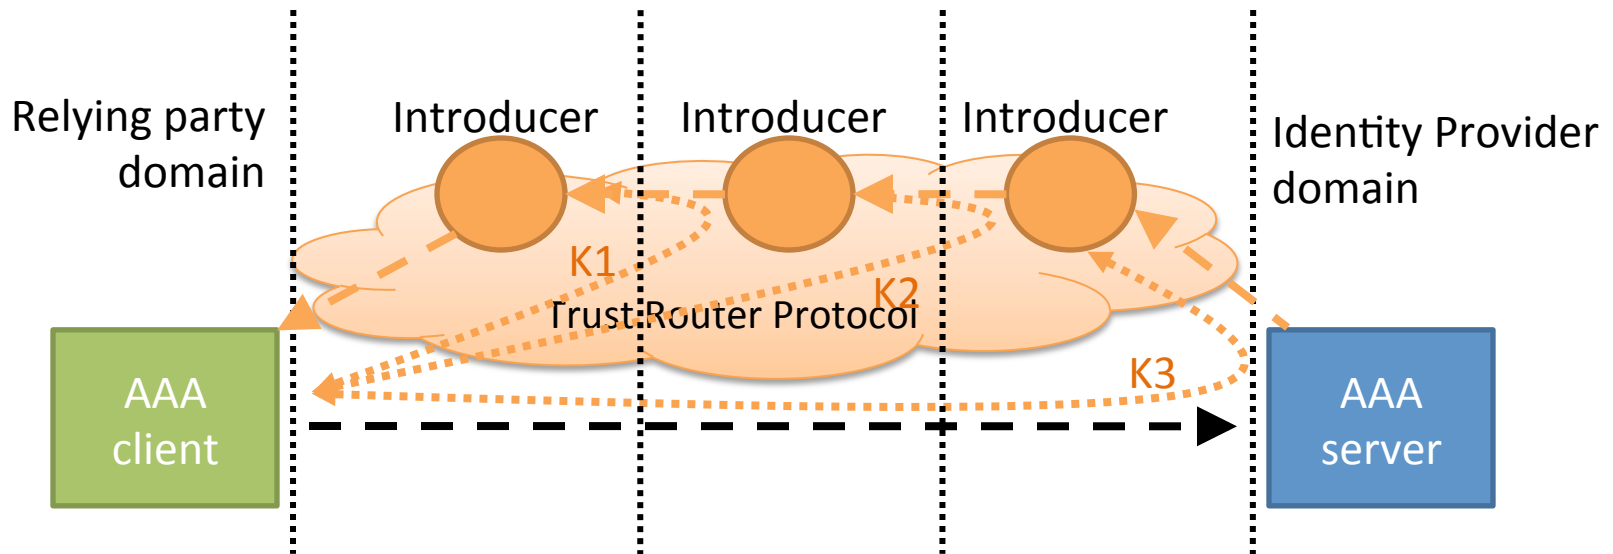 Relying party
domain
Introducer
Introducer
Introducer
Identity Provider
domain
K1
K2
Trust Router Protocol
K3
AAA
client
AAA
server